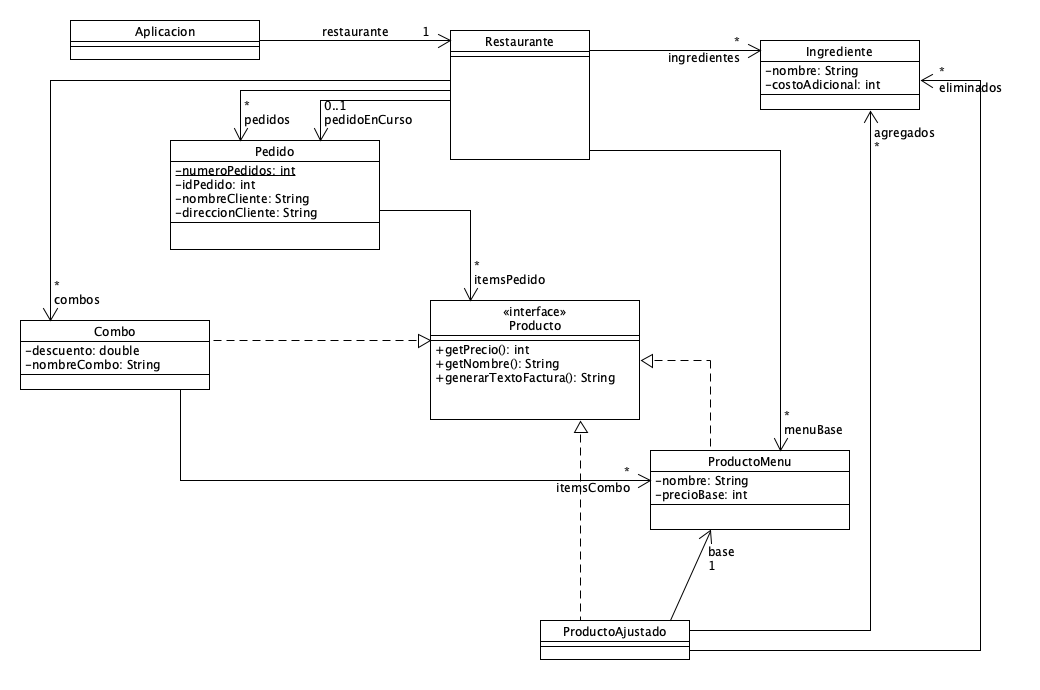 Aplicacion
restaurante
1
Restaurante
*
ingredientes
Ingrediente
-nombre: String
-costoAdicional: int
*
eliminados
*
pedidos
0..1
pedidoEnCurso
agregados
*
Pedido
-numeroPedidos: int
-idPedido: int
-nombreCliente: String
-direccionCliente: String
*
itemsPedido
*
combos
«interface»
Producto
+getPrecio(): int
+getNombre(): String
+generarTextoFactura(): String
Combo
-descuento: double
-nombreCombo: String
*
menuBase
ProductoMenu
-nombre: String
-precioBase: int
*
itemsCombo
base
1
ProductoAjustado